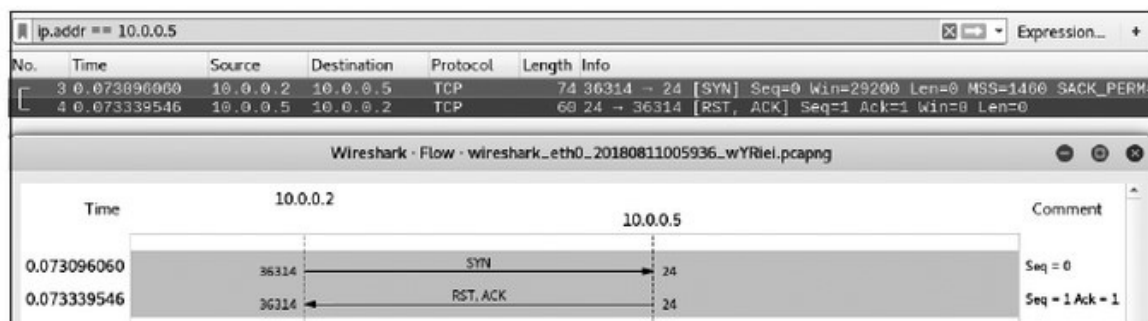 ip.addr == 10.0.0.5 Expression... +
No. Time Source Destination Protocol Length Info
3 0.073096060 10.0.0.2 10.0.0.5 TCP 74 36314 → 24 [SYN] Seq=0 Win=29200 Len=0 MSS=1460 SACK_PERM
4 0.073339546 10.0.0.5 10.0.0.2 TCP 60 24 → 36314 [RST, ACK] Seq=1 Ack=1 Win=0 Len=0
Wireshark · Flow · wireshark_eth0_20180811005936_wYRiei.pcapng
Time 10.0.0.2 10.0.0.5 Comment
0.073096060 36314 SYN 24 Seq = 0
0.073339546 36314 RST, ACK 24 Seq = 1 Ack = 1